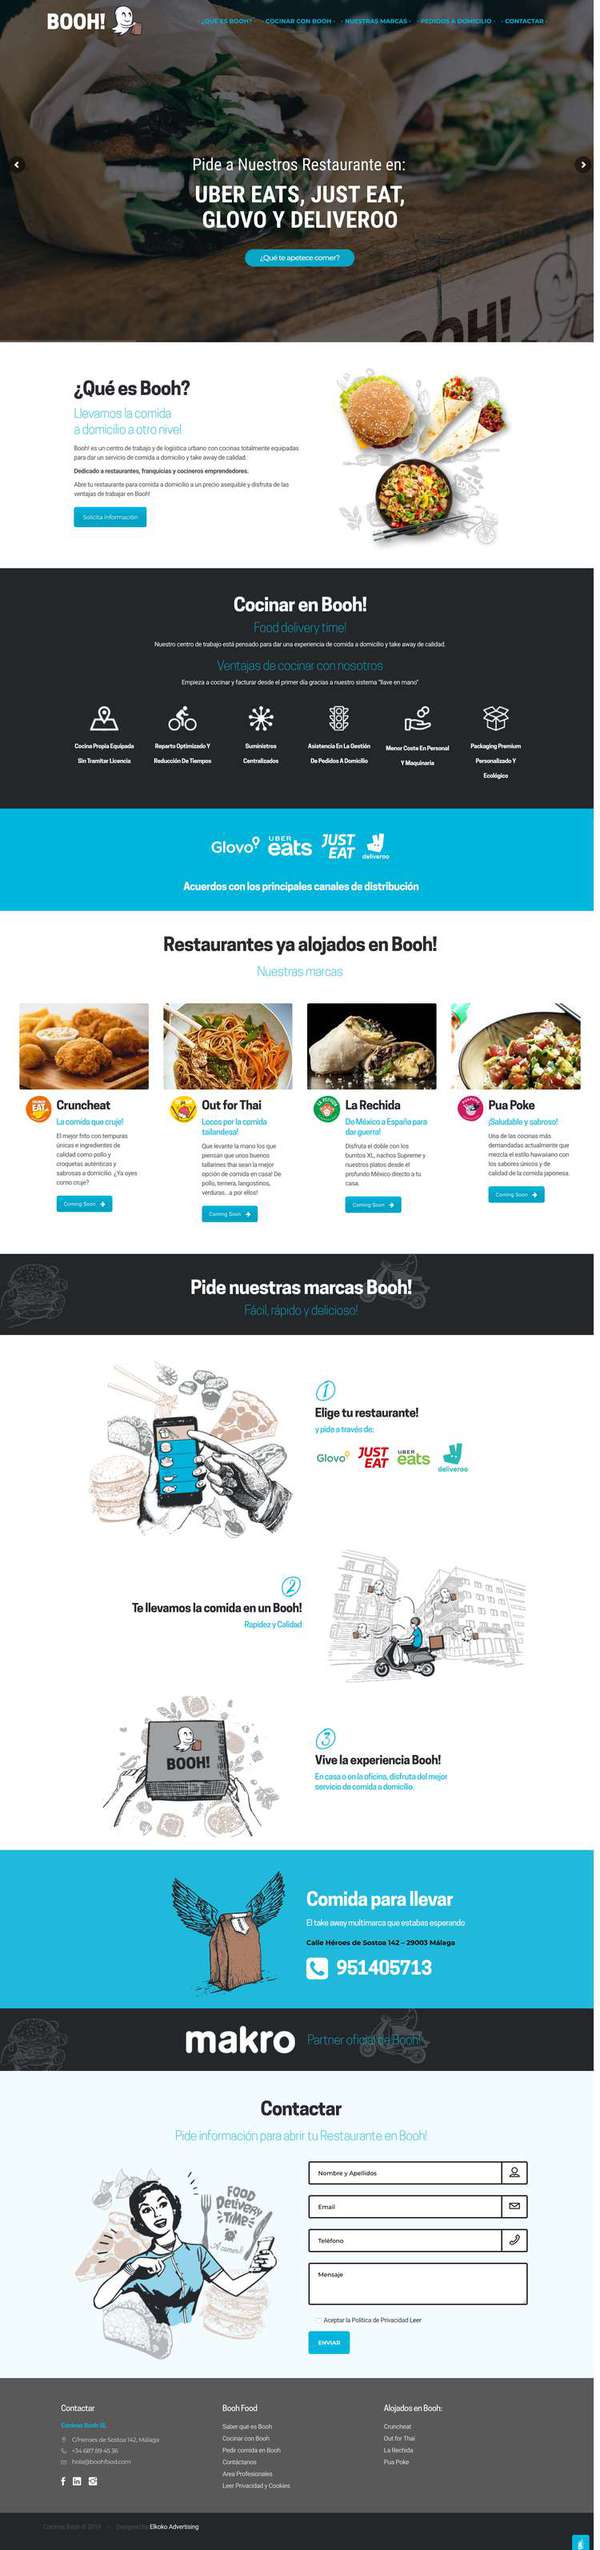 BOOH!
· ¿QUÉ ES BOOH? · · COCINAR CON BOOH · · NUESTRAS MARCAS · · PEDIDOS A DOMICILIO · · CONTACTAR ·
Pide a Nuestros Restaurante en:
UBER EATS, JUST EAT,
GLOVO Y DELIVEROO
¿Qué te apetece comer?
OOH!
¿Qué es Booh?
Llevamos la comida
a domicilio a otro nivel
Booh! es un centro de trabajo y de logística urbano con cocinas totalmente equipadas
para dar un servicio de comida a domicilio y take away de calidad.
Dedicado a restaurantes, franquicias y cocineros emprendedores.
Abre tu restaurante para comida a domicilio a un precio asequible y disfruta de las
ventajas de trabajar en Booh!
Solicita Información
Cocinar en Booh!
Food delivery time!
Nuestro centro de trabajo está pensado para dar una experiencia de comida a domicilio y take away de calidad.
Ventajas de cocinar con nosotros
Empieza a cocinar y facturar desde el primer día gracias a nuestro sistema "llave en mano".
Cocina Propia Equipada
Sin Tramitar Licencia
Reparto Optimizado Y
Reducción De Tiempos
Suministros
Centralizados
Asistencia En La Gestión
De Pedidos A Domicilio
Menor Coste En Personal
Y Maquinaria
Packaging Premium
Personalizado Y
Ecológico
Glovo
UBER
eats
JUST
EAT
deliveroo
Acuerdos con los principales canales de distribución
Restaurantes ya alojados en Booh!
Nuestras marcas
Cruncheat
La comida que cruje!
El mejor frito con tempuras
únicas e ingredientes de
calidad como pollo y
croquetas auténticas y
sabrosas a domicilio. ¿Ya oyes
como cruje?
Coming Soon
Out for Thai
Locos por la comida
tailandesa!
Que levante la mano los que
piensan que unos buenos
tallarines thai serán la mejor
opción de comida en casa! De
pollo, ternera, langostinos,
verduras...a por ellos!
Coming Soon
La Rechida
De México a España para
dar guerra!
Disfruta el doble con los
burritos XL, nachos Supreme y
nuestros platos desde el
profundo México directo a tu
casa.
Coming Soon
Pua Poke
¡Saludable y sabroso!
Una de las cocinas más
demandadas actualmente que
mezcla el estilo hawaiano con
los sabores únicos y de
calidad de la comida japonesa.
Coming Soon
Pide nuestras marcas Booh!
Fácil, rápido y delicioso!
1
Elige tu restaurante!
y pide a través de:
Glovo
JUST
EAT
UBER
eats
deliveroo
2
Te llevamos la comida en un Booh!
Rapidez y Calidad
BOOH!
3
Vive la experiencia Booh!
En casa o en la oficina, disfruta del mejor
servicio de comida a domicilio.
Comida para llevar
El take away multimarca que estabas esperando
Calle Héroes de Sostoa 142 – 29003 Málaga
951405713
makro
Partner oficial de Booh!
Contactar
Pide información para abrir tu Restaurante en Booh!
FOOD
DELIVERY
TIME
A comer!
Nombre y Apellidos
Email
Teléfono
Mensaje
Aceptar la Política de Privacidad Leer
ENVIAR
Contactar
Cocinas Booh SL
C/Heroes de Sostoa 142, Málaga
+34 687 89 45 36
hola@boohfood.com
Booh Food
Saber qué es Booh
Cocinar con Booh
Pedir comida en Booh
Contáctanos
Area Profesionales
Leer Privacidad y Cookies
Alojados en Booh:
Cruncheat
Out for Thai
La Rechida
Pua Poke
Cocinas Booh © 2019 Designed by Elkoko Advertising